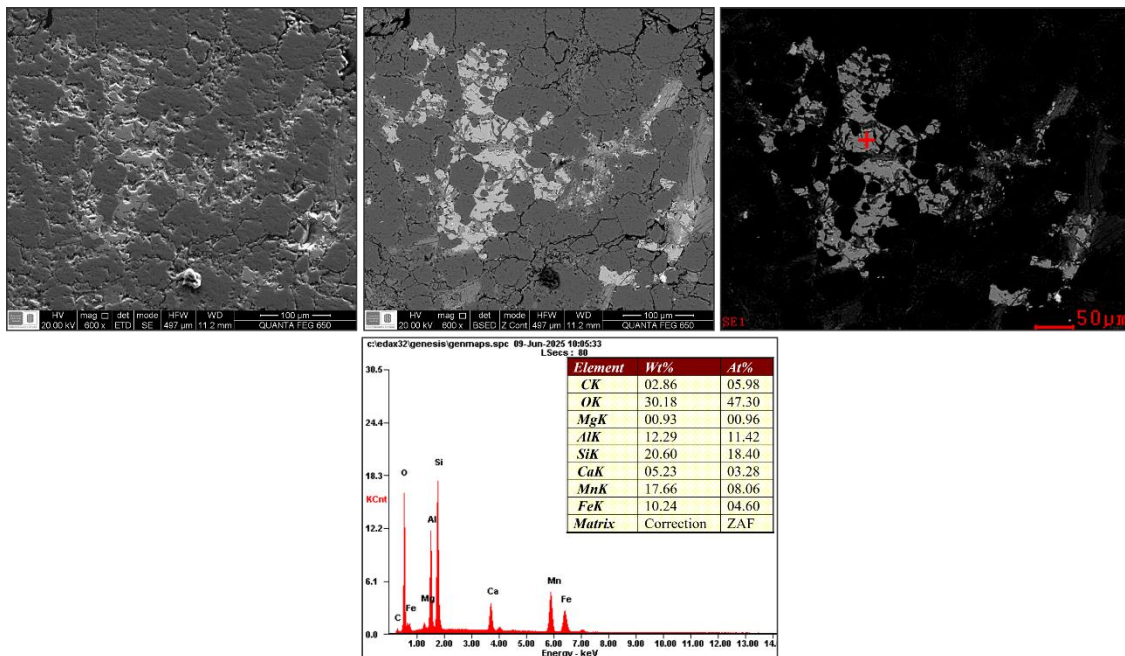 HV mag □ det mode HFW WD
20.00 kV 600 x ETD SE 497 µm 11.2 mm
100 µm
QUANTA FEG 650
HV mag □ det mode HFW WD
20.00 kV 600 x BSED Z Cont 497 µm 11.2 mm
100 µm
QUANTA FEG 650
SE1
50µm
c:\edax32\genesis\genmaps.spc 09-Jun-2025 10:05:33
LSecs : 80
30.5
24.4
18.3
KCnt
12.2
6.1
0.0
C
O
Fe
Mg
Al
Si
Ca
Mn
Fe
1.00 2.00 3.00 4.00 5.00 6.00 7.00 8.00 9.00 10.00 11.00 12.00 13.00 14.0
Energy - keV
Element Wt% At%
CK 02.86 05.98
OK 30.18 47.30
MgK 00.93 00.96
AlK 12.29 11.42
SiK 20.60 18.40
CaK 05.23 03.28
MnK 17.66 08.06
FeK 10.24 04.60
Matrix Correction ZAF